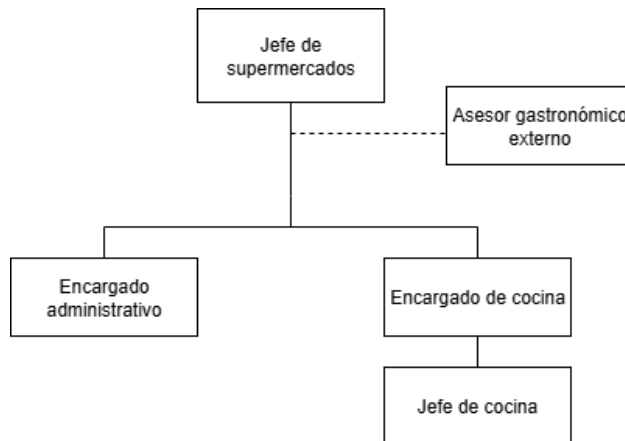 Jefe de
supermercados
Asesor gastronómico
externo
Encargado
administrativo
Encargado de cocina
Jefe de cocina